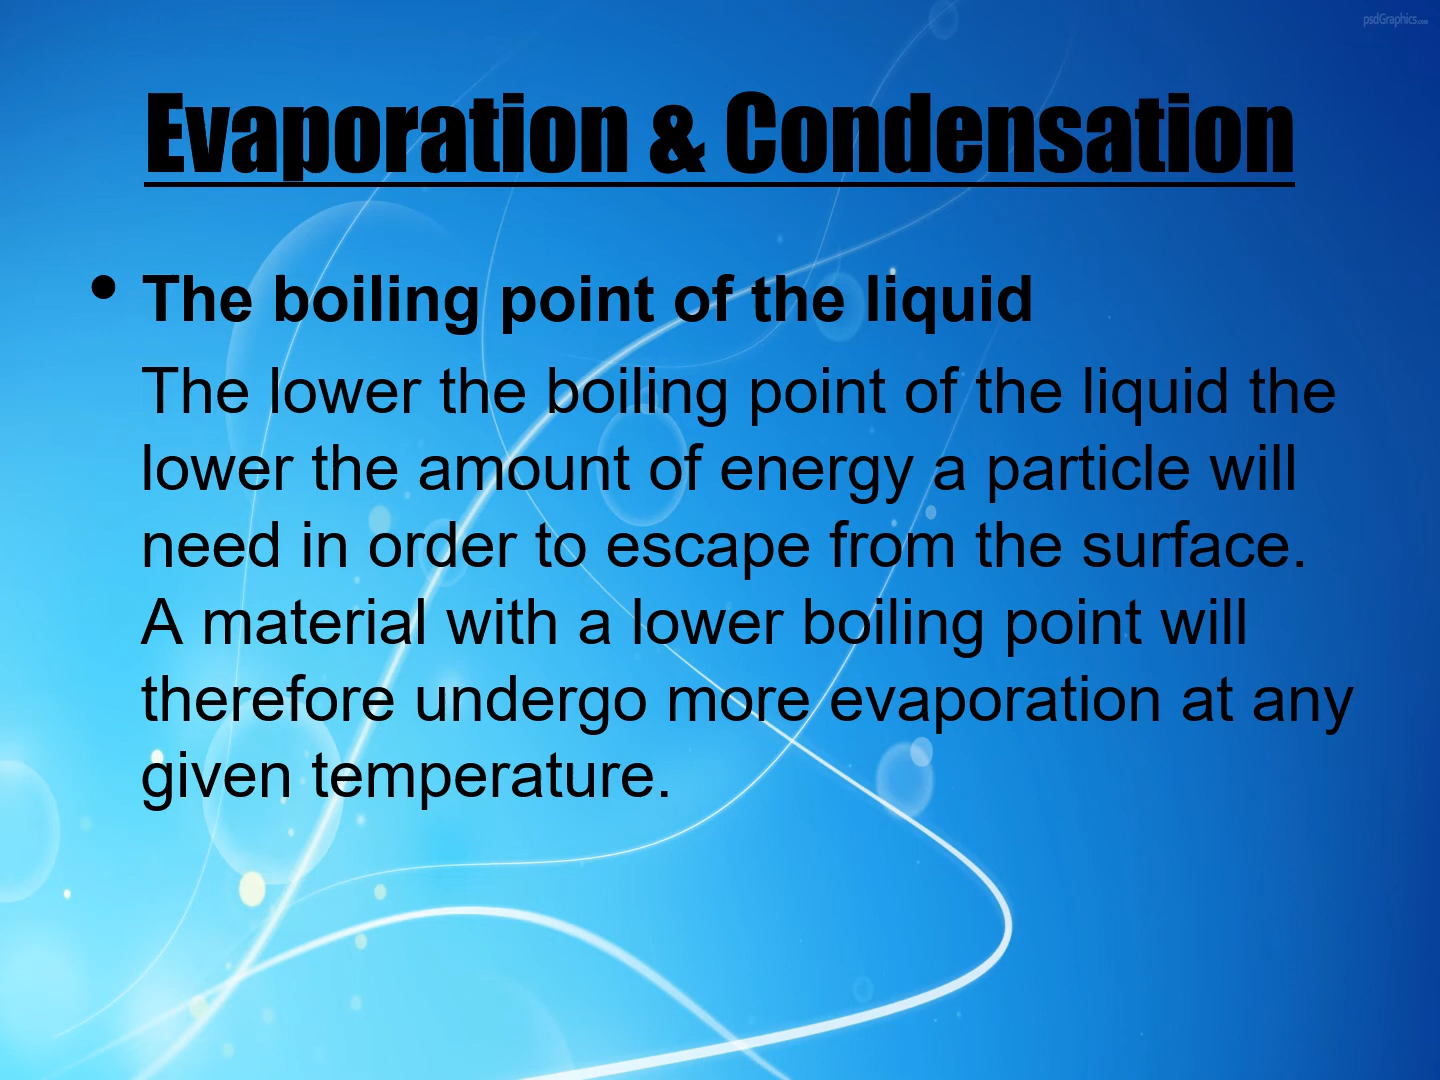 psdGraphics.com
Evaporation & Condensation
• The boiling point of the liquid
The lower the boiling point of the liquid the
lower the amount of energy a particle will
need in order to escape from the surface.
A material with a lower boiling point will
therefore undergo more evaporation at any
given temperature.